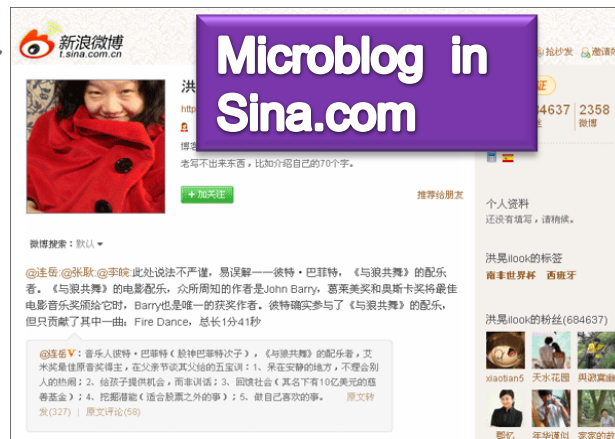 新浪微博
t.sina.com.cn
Microblog in
Sina.com
抢沙发
洪
老写不出来东西，比如介绍自己的70个字。
+加关注
推荐给朋友
微博搜索：默认
@连岳:@张耿:@李皖:此处说法不严谨，易误解——彼特·巴菲特，《与狼共舞》的配乐
者。《与狼共舞》的电影配乐，众所周知的作者是John Barry，葛莱美奖和奥斯卡奖将最佳
电影音乐奖颁给它时，Barry也是唯一的获奖作者。彼特确实参与了《与狼共舞》的配乐，
但只贡献了其中一曲，Fire Dance，总长1分41秒
@连岳V：音乐人彼特·巴菲特（股神巴菲特次子），《与狼共舞》的配乐者，艾
米奖最佳原音奖得主，在父亲节谈其父给的五宝训：1、呆在安静的地方，不理会别
人的热闹；2、给孩子提供机会，而非训话；3、回馈社会（其名下有10亿美元的慈
善基金）；4、挖掘潜能（适合股票之外的事）；5、做自己喜欢的事。 原文转
发(327) | 原文评论(58)
4637 2358
微博
个人资料
还没有填写，请稍候。
洪晃ilook的标签
南非世界杯 西班牙
洪晃ilook的粉丝(684637)
xiaotian5 天水花园